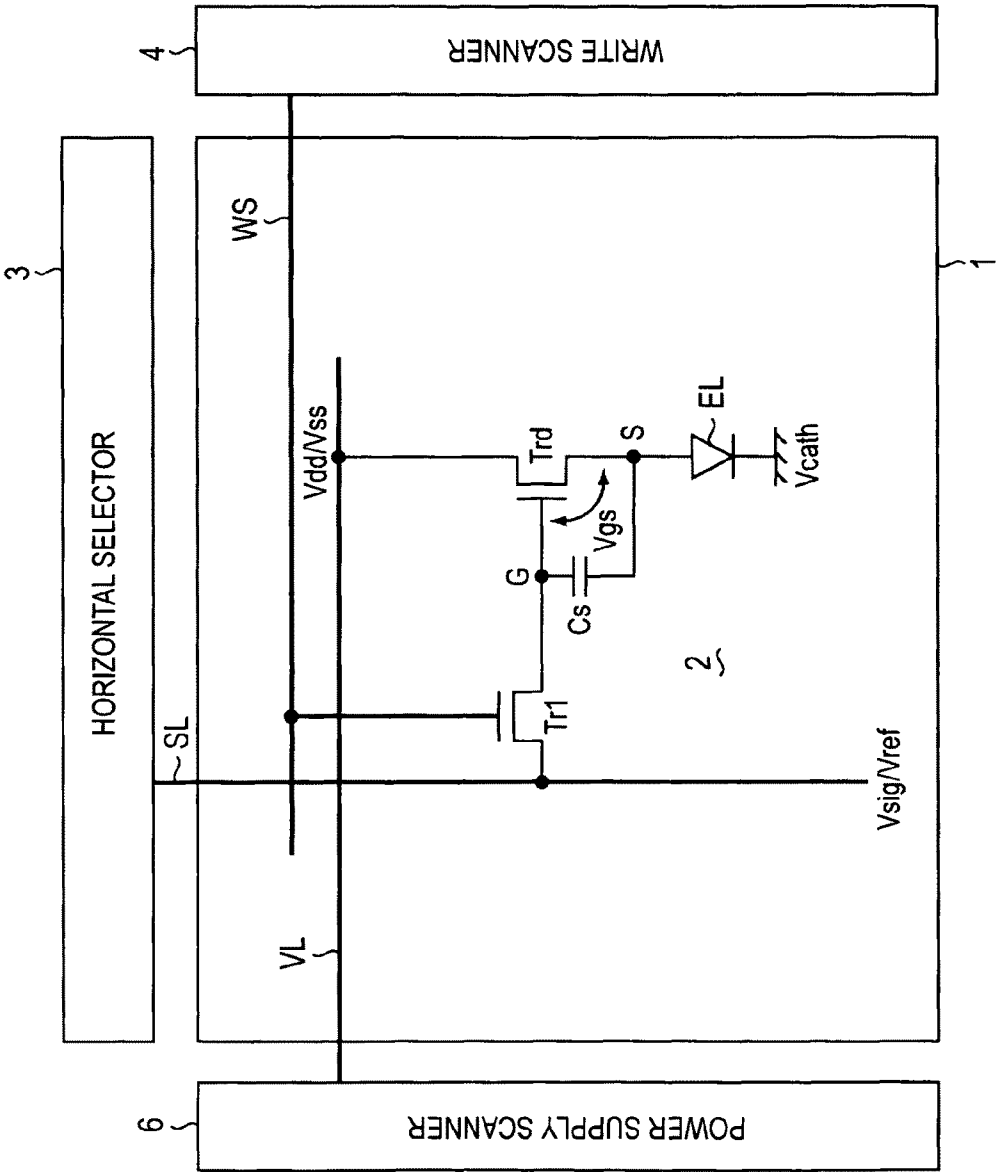 3
HORIZONTAL SELECTOR
6
POWER SUPPLY SCANNER
4
WRITE SCANNER
SL
WS
VL
Vdd/Vss
Tr1
G
Trd
Cs
Vgs
S
EL
Vcath
2
Vsig/Vref
1